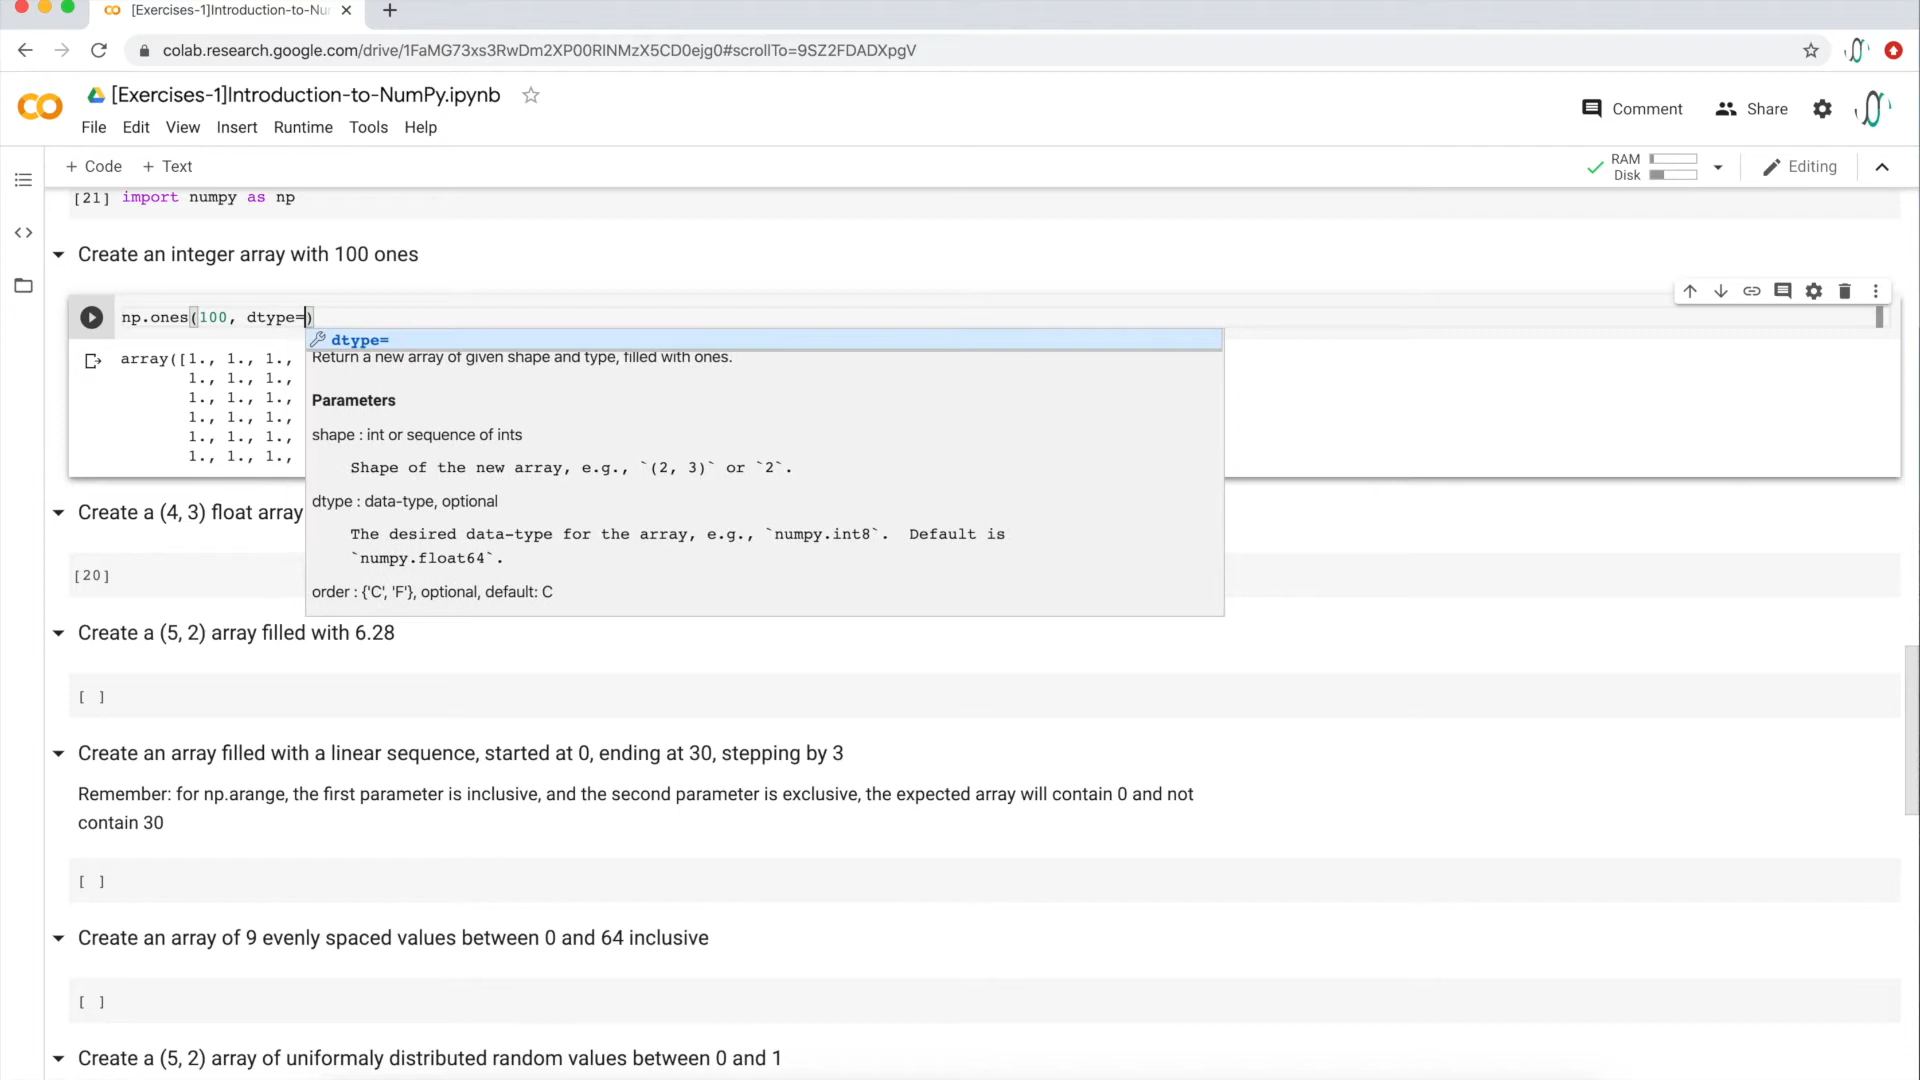 [Exercises-1]Introduction-to-Nu
colab.research.google.com/drive/1FaMG73xs3RwDm2XP00RlNMzX5CD0ejg0#scrollTo=9SZ2FDADXpgV
[Exercises-1]Introduction-to-NumPy.ipynb
Comment
Share
File Edit View Insert Runtime Tools Help
+ Code + Text
RAM
Disk
Editing
[21] import numpy as np
Create an integer array with 100 ones
np.ones(100, dtype=)
dtype=
array([1., 1., 1.,
1., 1., 1.,
1., 1., 1.,
1., 1., 1.,
1., 1., 1.,
1., 1., 1.,
Return a new array of given shape and type, filled with ones.
Parameters
shape : int or sequence of ints
Shape of the new array, e.g., `(2, 3)` or `2`.
dtype : data-type, optional
The desired data-type for the array, e.g., `numpy.int8`. Default is
`numpy.float64`.
order : {'C', 'F'}, optional, default: C
Create a (4, 3) float array
[20]
Create a (5, 2) array filled with 6.28
[ ]
Create an array filled with a linear sequence, started at 0, ending at 30, stepping by 3
Remember: for np.arange, the first parameter is inclusive, and the second parameter is exclusive, the expected array will contain 0 and not
contain 30
[ ]
Create an array of 9 evenly spaced values between 0 and 64 inclusive
[ ]
Create a (5, 2) array of uniformaly distributed random values between 0 and 1